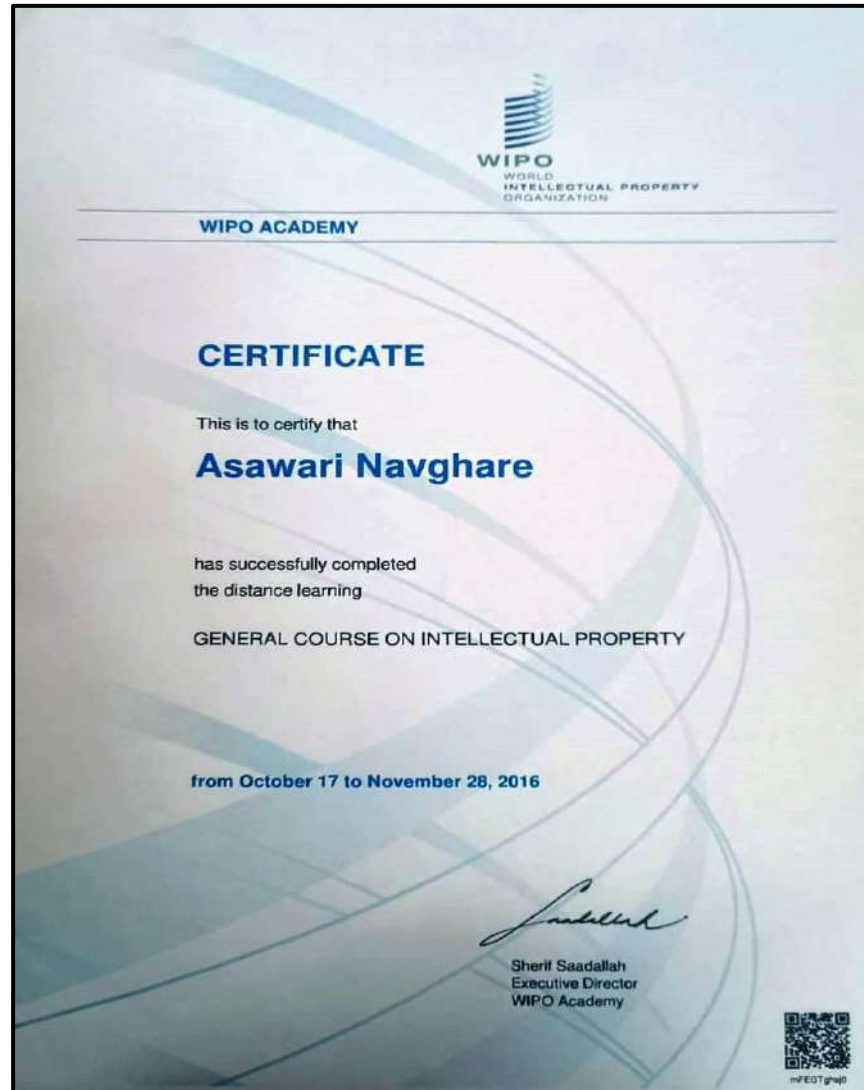 WIPO
WORLD
INTELLECTUAL PROPERTY
ORGANIZATION
WIPO ACADEMY
CERTIFICATE
This is to certify that
Asawari Navghare
has successfully completed
the distance learning
GENERAL COURSE ON INTELLECTUAL PROPERTY
from October 17 to November 28, 2016
Sherif Saadallah
Executive Director
WIPO Academy